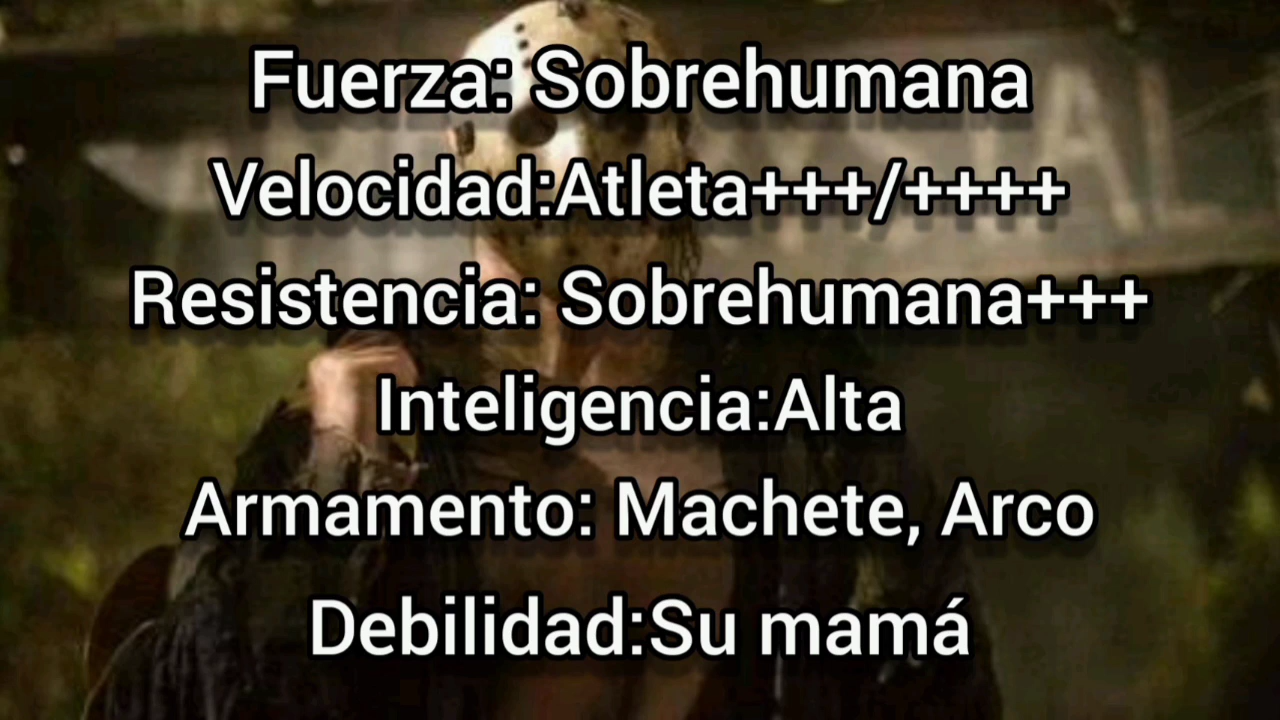 Fuerza: Sobrehumana
Velocidad:Atleta+++/++++
Resistencia: Sobrehumana+++
Inteligencia:Alta
Armamento: Machete, Arco
Debilidad:Su mamá